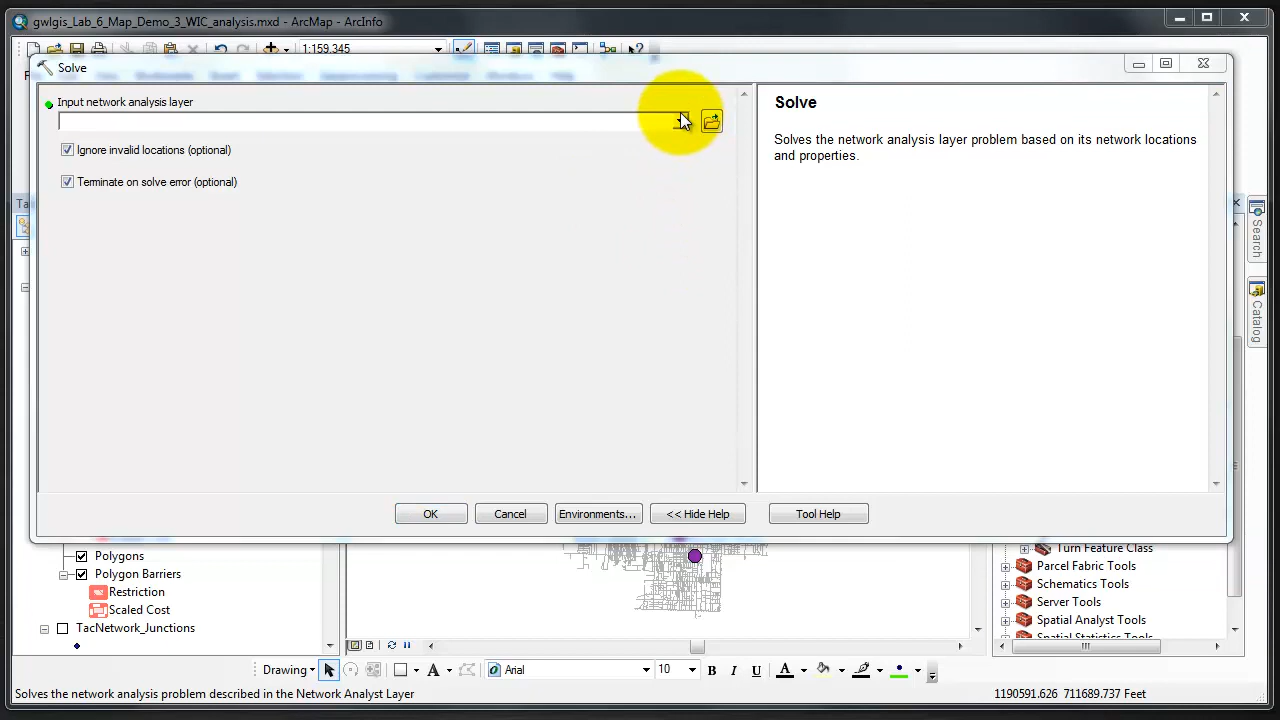 gwlgis_Lab_6_Map_Demo_3_WIC_analysis.mxd - ArcMap - ArcInfo
1:159,345
Solve
Input network analysis layer
Ignore invalid locations (optional)
Terminate on solve error (optional)
Solve
Solves the network analysis layer problem based on its network locations
and properties.
OK
Cancel
Environments...
<< Hide Help
Tool Help
Search
Catalog
Polygons
Polygon Barriers
Restriction
Scaled Cost
TacNetwork_Junctions
Turn Feature Class
Parcel Fabric Tools
Schematics Tools
Server Tools
Spatial Analyst Tools
Spatial Statistics Tools
Drawing
A
Arial
10
B
I
U
A
Solves the network analysis problem described in the Network Analyst Layer
1190591.626 711689.737 Feet